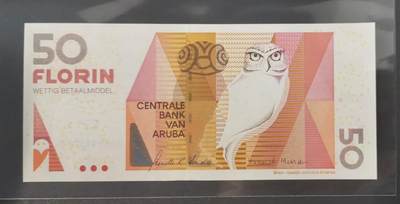 50
FLORIN
WETTIG BETAALMIDDEL
CENTRALE
BANK
VAN
ARUBA
50